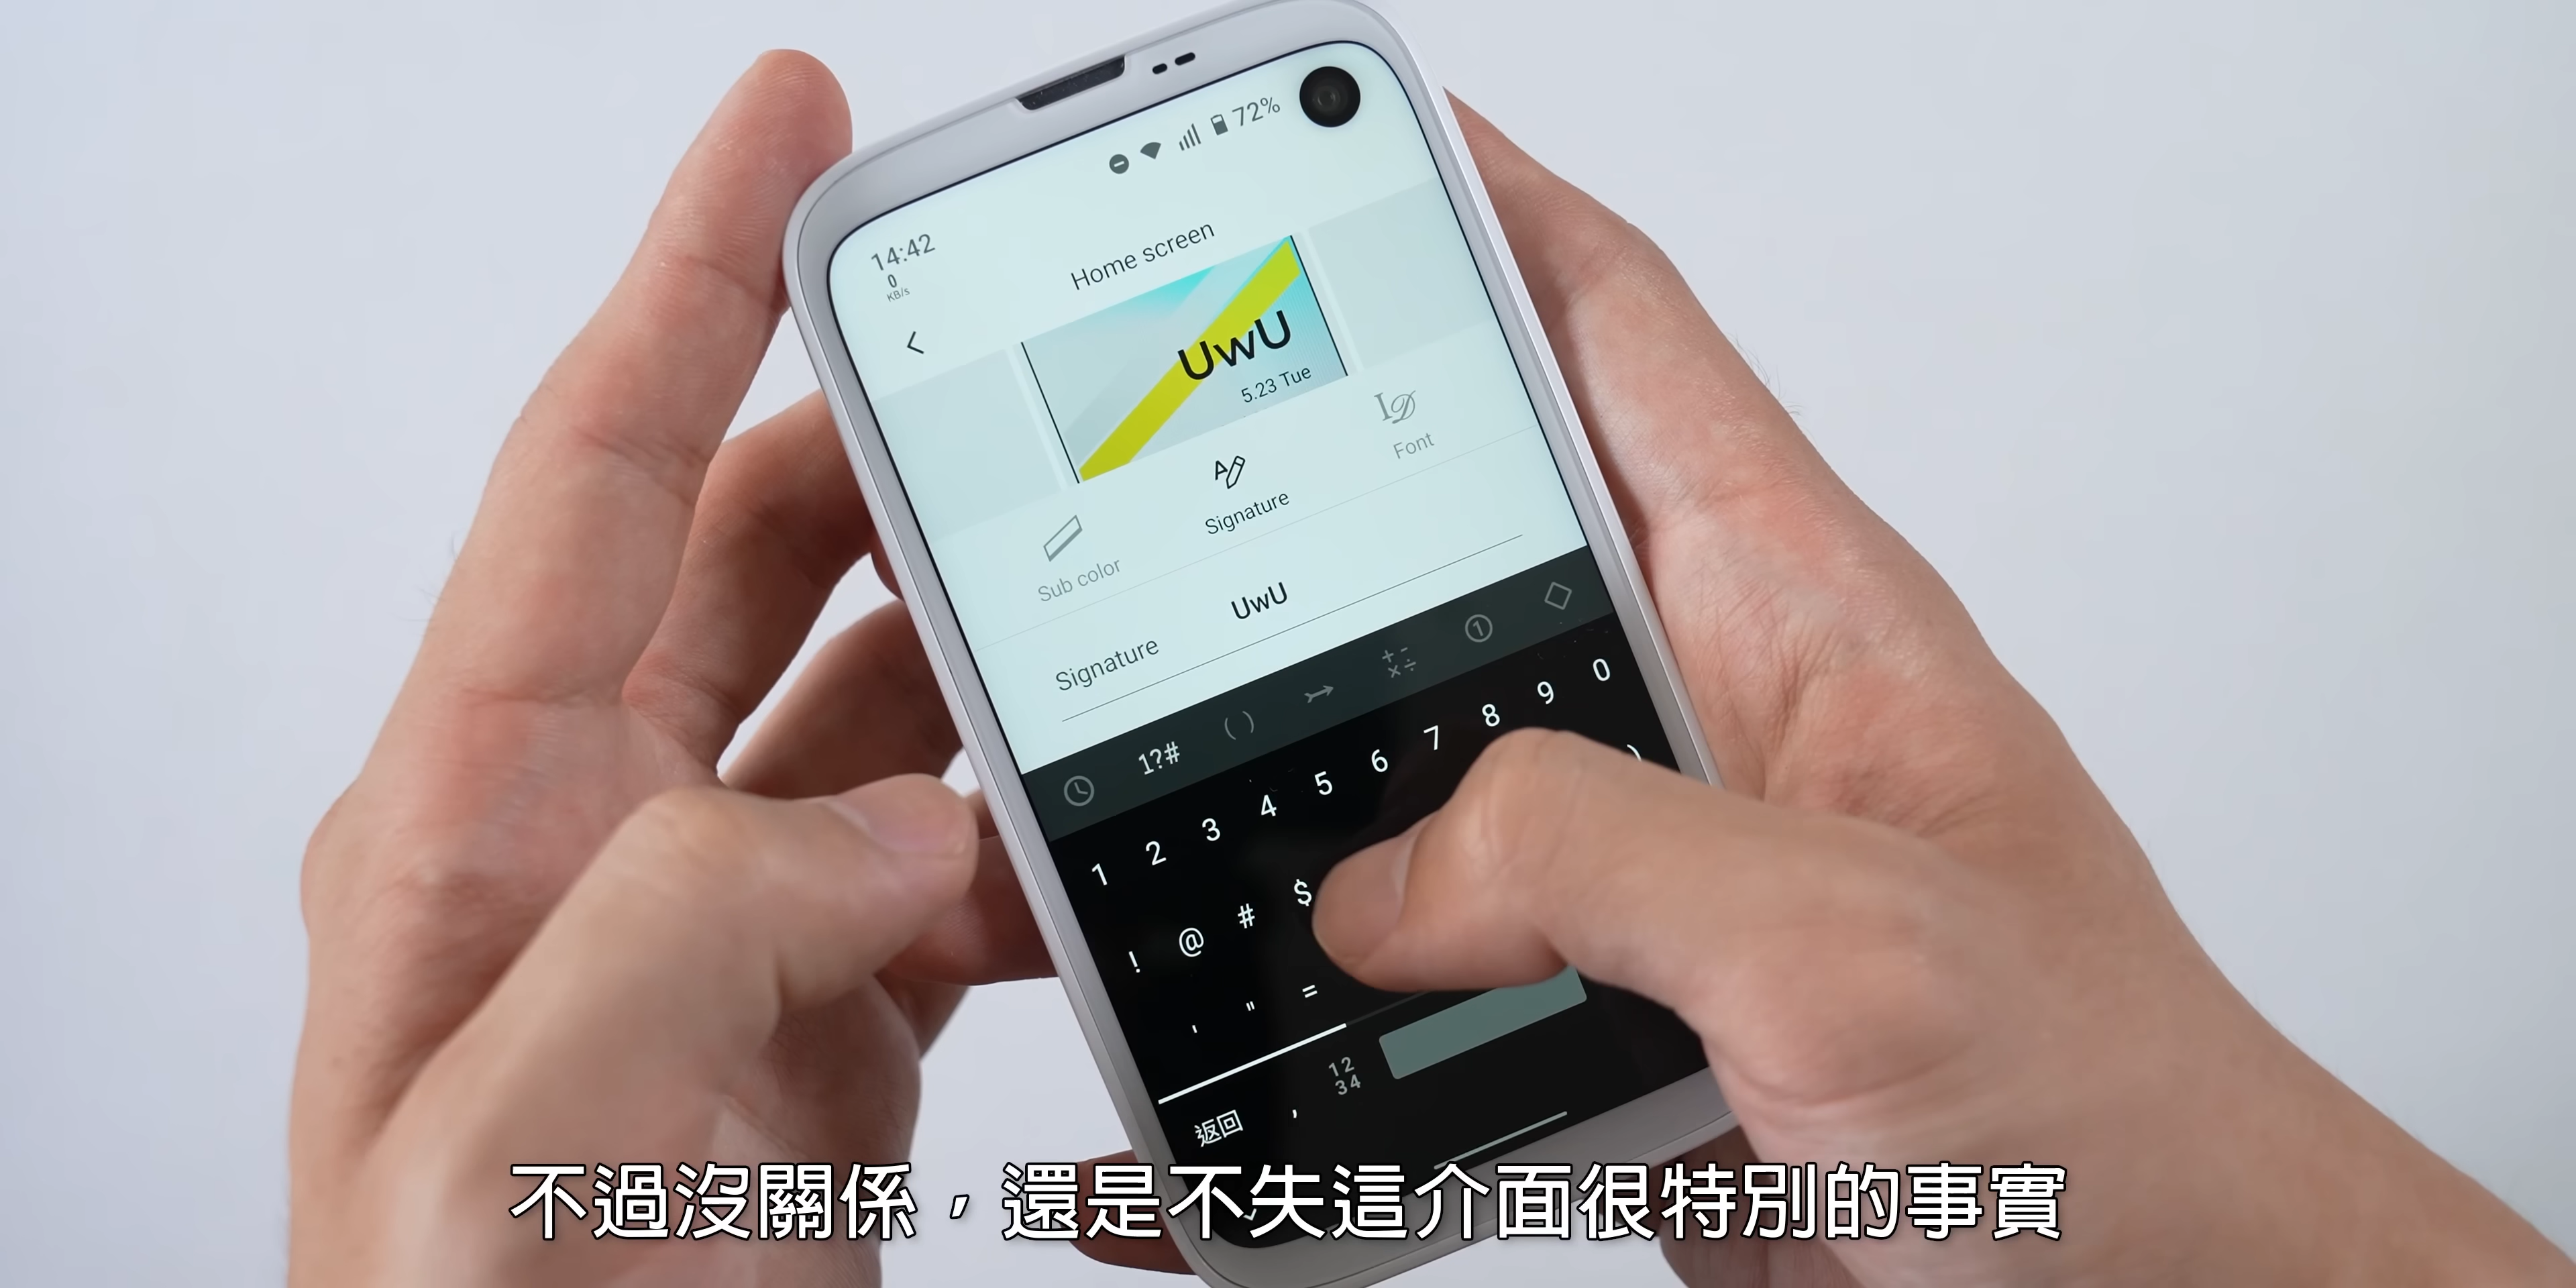 72%
14:42
0
KB/s
Home screen
UwU
5.23 Tue
Sub color
Signature
Font
Signature UwU
1?# ( )
1 2 3 4 5 6 7 8 9 0
! @ # $ )
' " =
返回 , 1234
不過沒關係，還是不失這介面很特別的事實